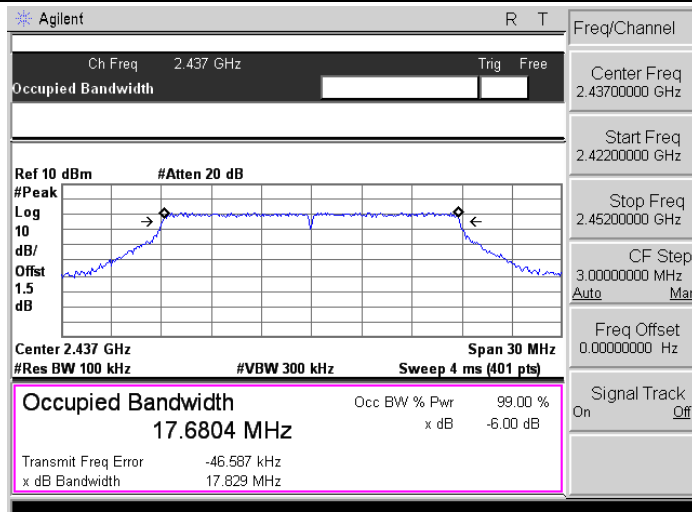 Agilent R T
Ch Freq 2.437 GHz Trig Free
Occupied Bandwidth
Ref 10 dBm #Atten 20 dB
#Peak
Log
10
dB/
Offst
1.5
dB
Center 2.437 GHz Span 30 MHz
#Res BW 100 kHz #VBW 300 kHz Sweep 4 ms (401 pts)
Occupied Bandwidth Occ BW % Pwr 99.00 %
17.6804 MHz x dB -6.00 dB
Transmit Freq Error -46.587 kHz
x dB Bandwidth 17.829 MHz
Freq/Channel
Center Freq
2.43700000 GHz
Start Freq
2.42200000 GHz
Stop Freq
2.45200000 GHz
CF Step
3.00000000 MHz
Auto Man
Freq Offset
0.00000000 Hz
Signal Track
On Off